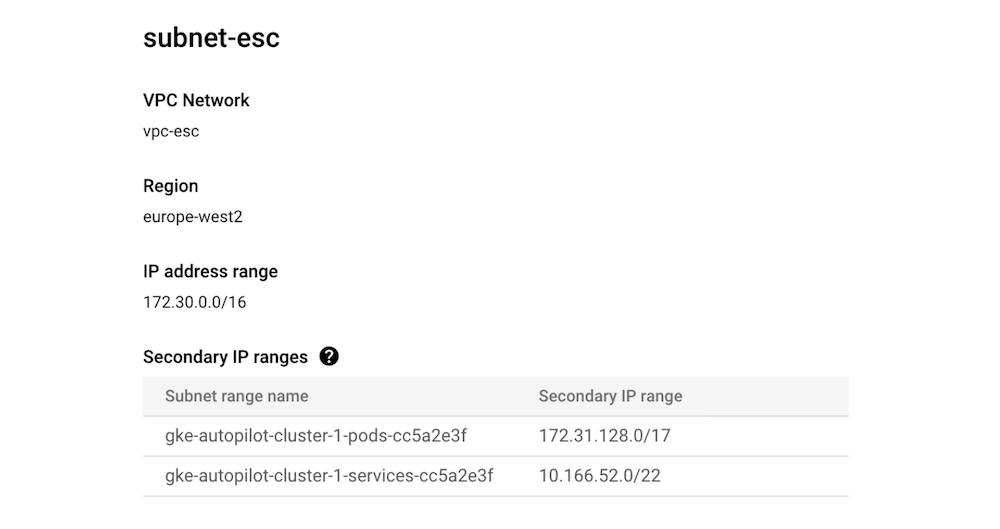 subnet-esc
VPC Network
vpc-esc
Region
europe-west2
IP address range
172.30.0.0/16
Secondary IP ranges ?
Subnet range name Secondary IP range
gke-autopilot-cluster-1-pods-cc5a2e3f 172.31.128.0/17
gke-autopilot-cluster-1-services-cc5a2e3f 10.166.52.0/22